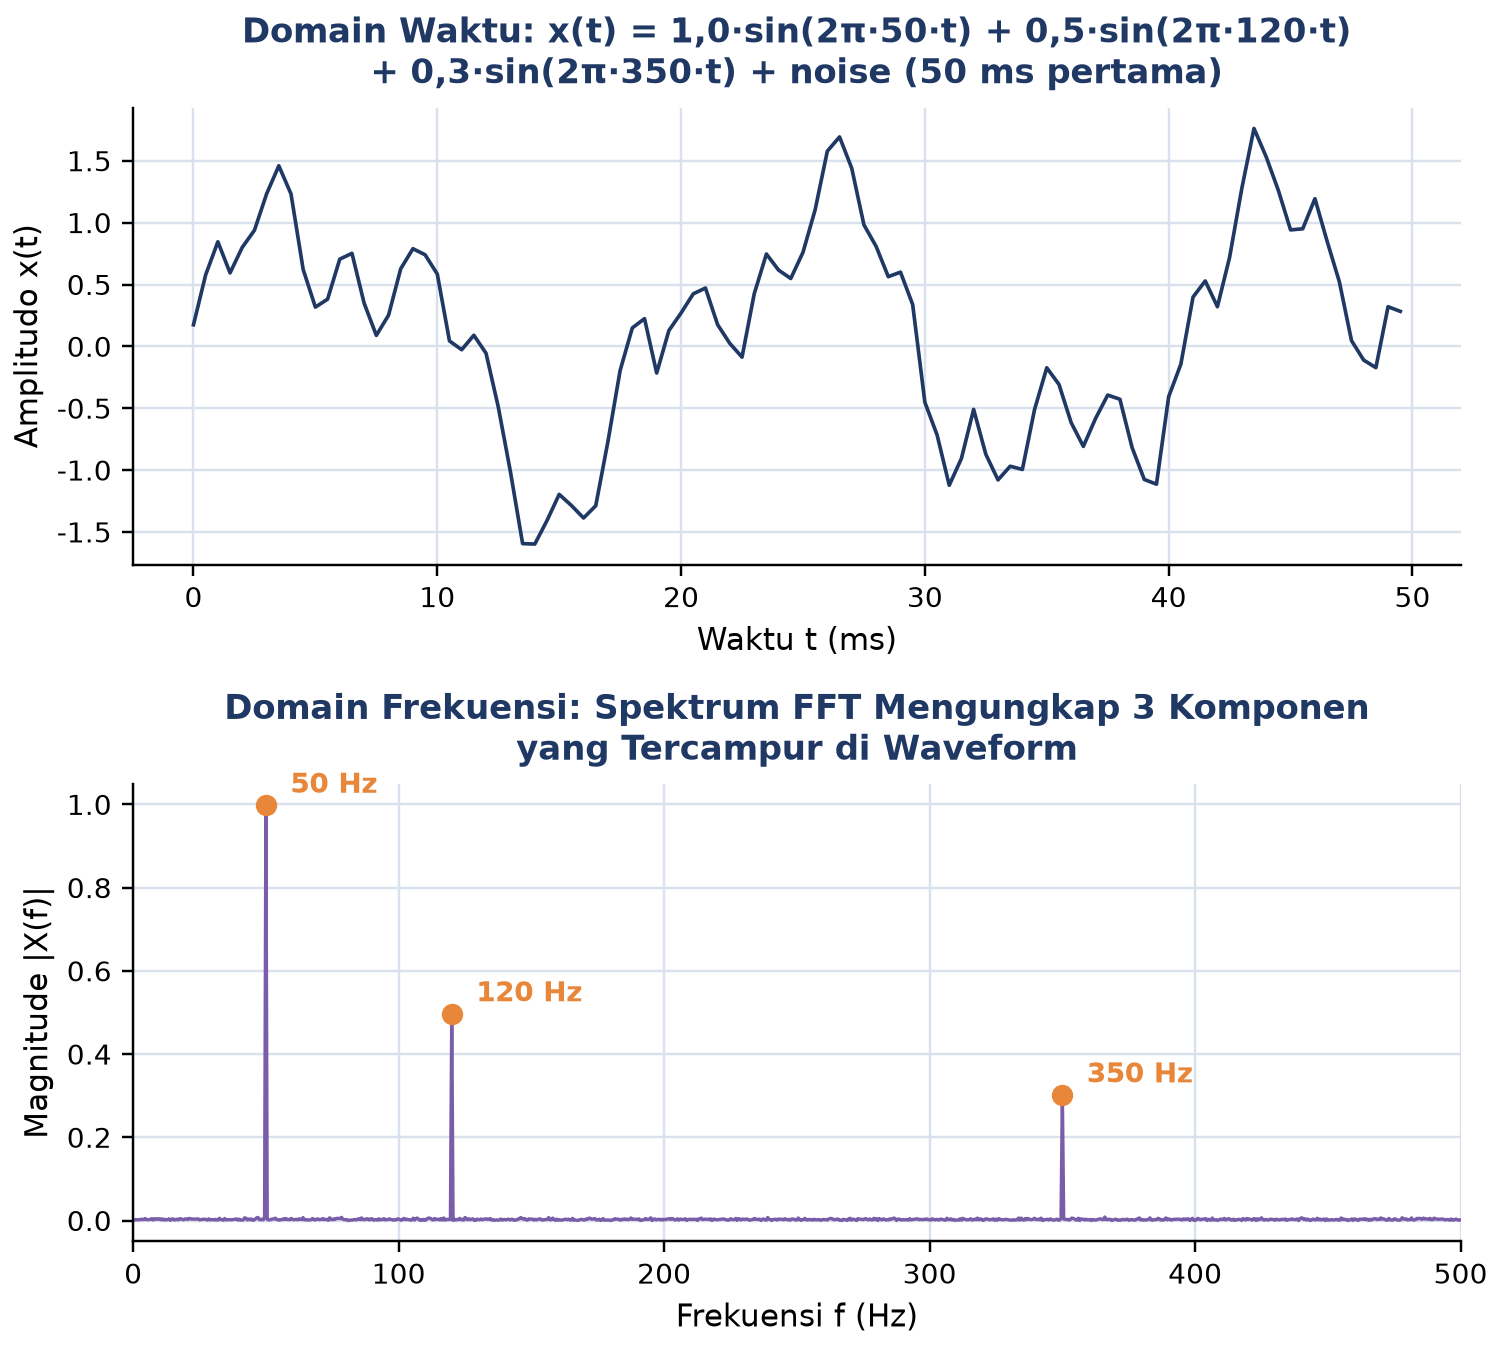 Domain Waktu: x(t) = 1,0·sin(2π·50·t) + 0,5·sin(2π·120·t)
+ 0,3·sin(2π·350·t) + noise (50 ms pertama)
Amplitudo x(t)
1.5
1.0
0.5
0.0
-0.5
-1.0
-1.5
0 10 20 30 40 50
Waktu t (ms)
Domain Frekuensi: Spektrum FFT Mengungkap 3 Komponen
yang Tercampur di Waveform
Magnitude |X(f)|
1.0
0.8
0.6
0.4
0.2
0.0
50 Hz
120 Hz
350 Hz
0 100 200 300 400 500
Frekuensi f (Hz)